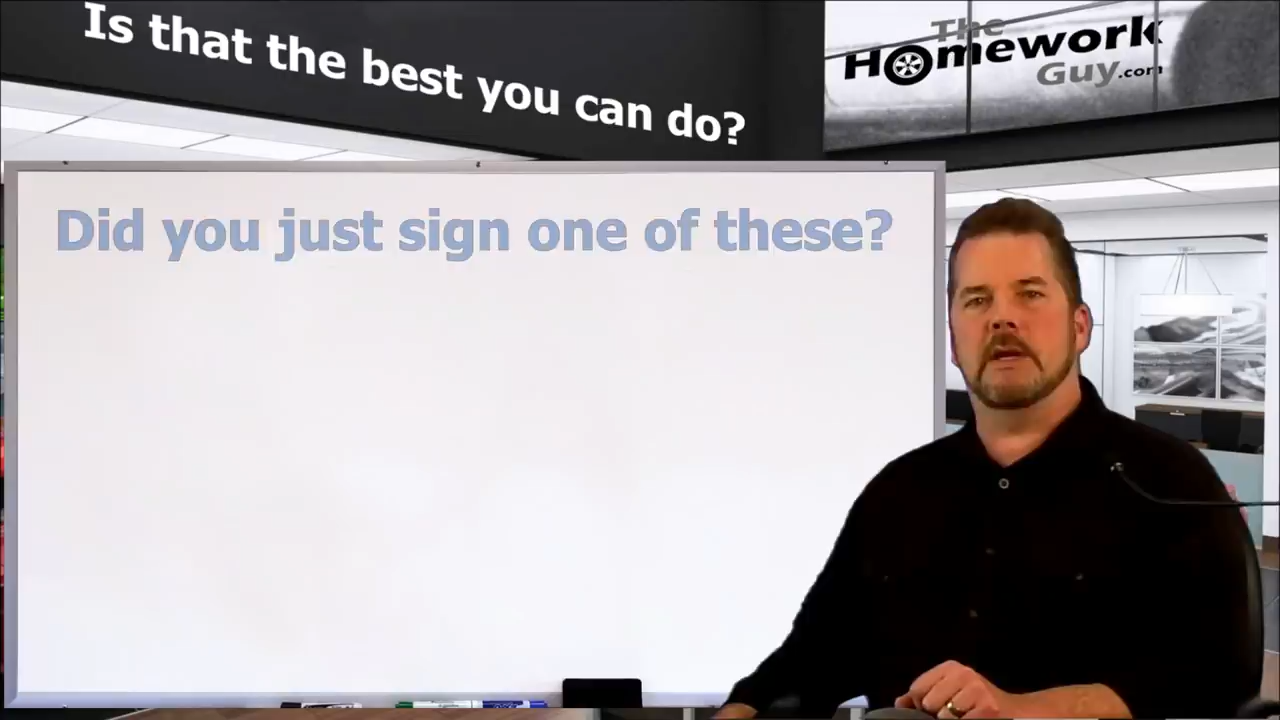 Is that the best you can do?
The
Homework
Guy.com
Did you just sign one of these?